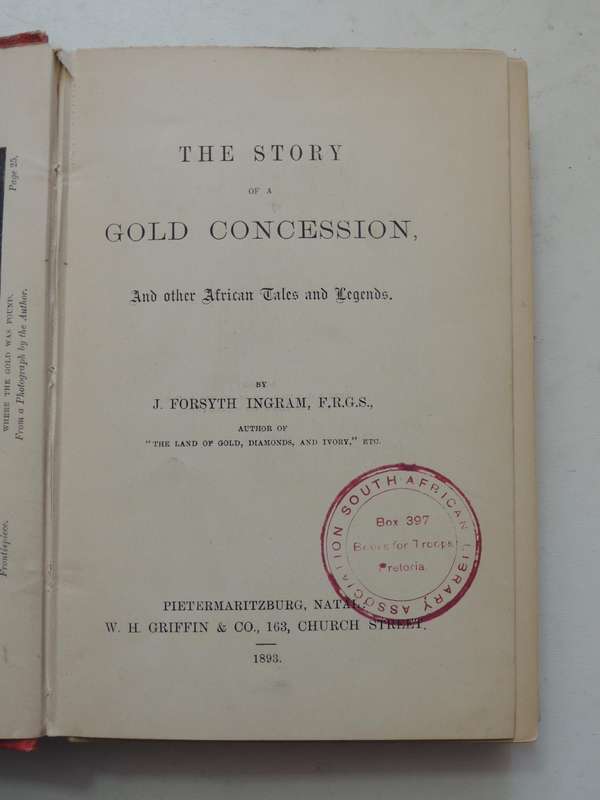 Page 25,
WHERE THE GOLD WAS FOUND.
From a Photograph by the Author.
Frontispiece.
THE STORY
OF A
GOLD CONCESSION,
And other African Tales and Legends.
BY
J. FORSYTH INGRAM, F.R.G.S.,
AUTHOR OF
"THE LAND OF GOLD, DIAMONDS, AND IVORY," ETC.
SOUTH AFRICAN LIBRARY ASSOCIATION
Box 397
Books for Troops
Pretoria.
PIETERMARITZBURG, NATAL:
W. H. GRIFFIN & CO., 163, CHURCH STREET.
1893.